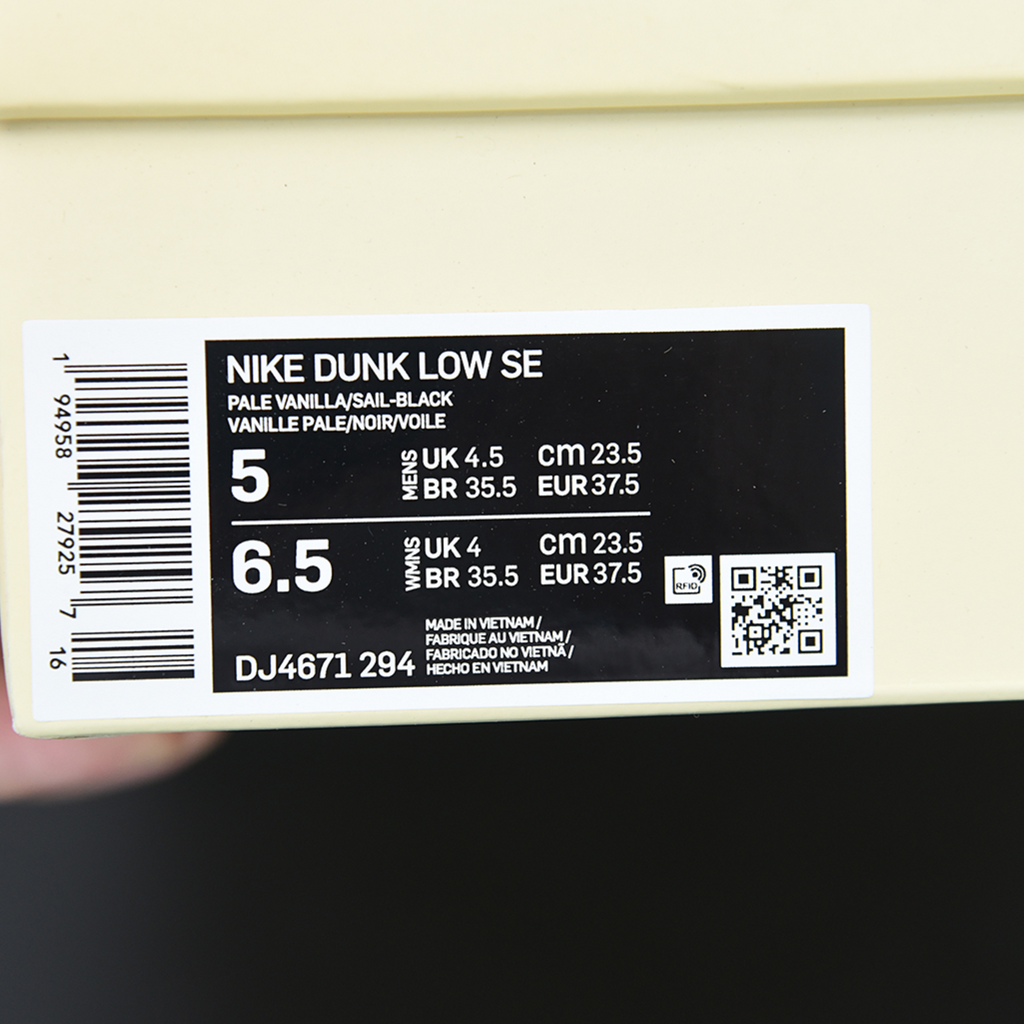 1 94958 27925 7 16
NIKE DUNK LOW SE
PALE VANILLA/SAIL-BLACK
VANILLE PALE/NOIR/VOILE
5 MENS UK 4.5 cm 23.5
BR 35.5 EUR 37.5
6.5 WMNS UK 4 cm 23.5
BR 35.5 EUR 37.5
RFID
MADE IN VIETNAM /
FABRIQUE AU VIETNAM /
FABRICADO NO VIETNÃ /
HECHO EN VIETNAM
DJ4671 294